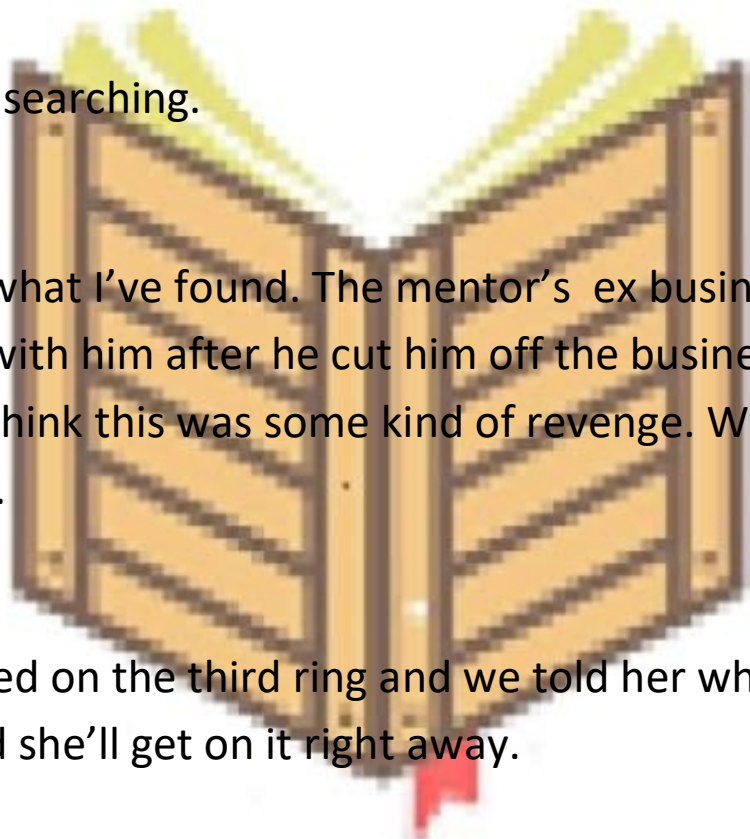 searching.
what I’ve found. The mentor’s  ex busin
with him after he cut him off the busine
hink this was some kind of revenge. W
.
ed on the third ring and we told her wh
d she’ll get on it right away.